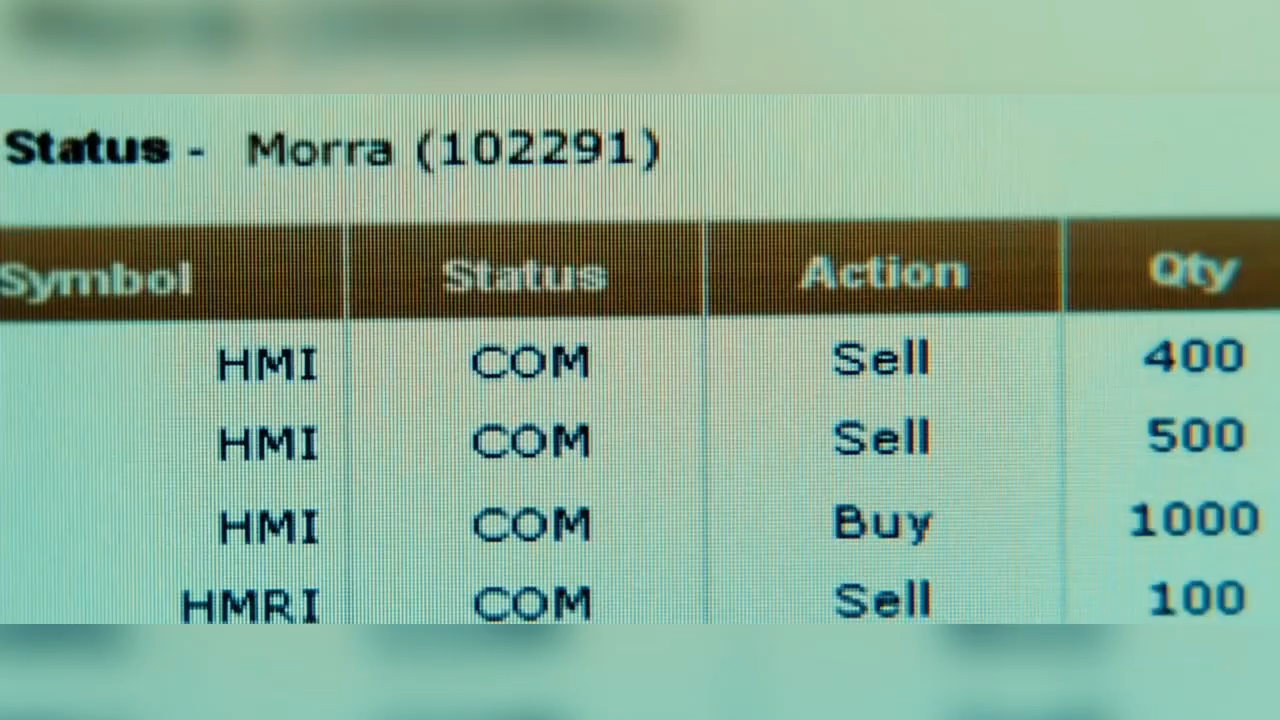 Status - Morra (102291)
Symbol Status Action Qty
HMI COM Sell 400
HMI COM Sell 500
HMI COM Buy 1000
HMRI COM Sell 100